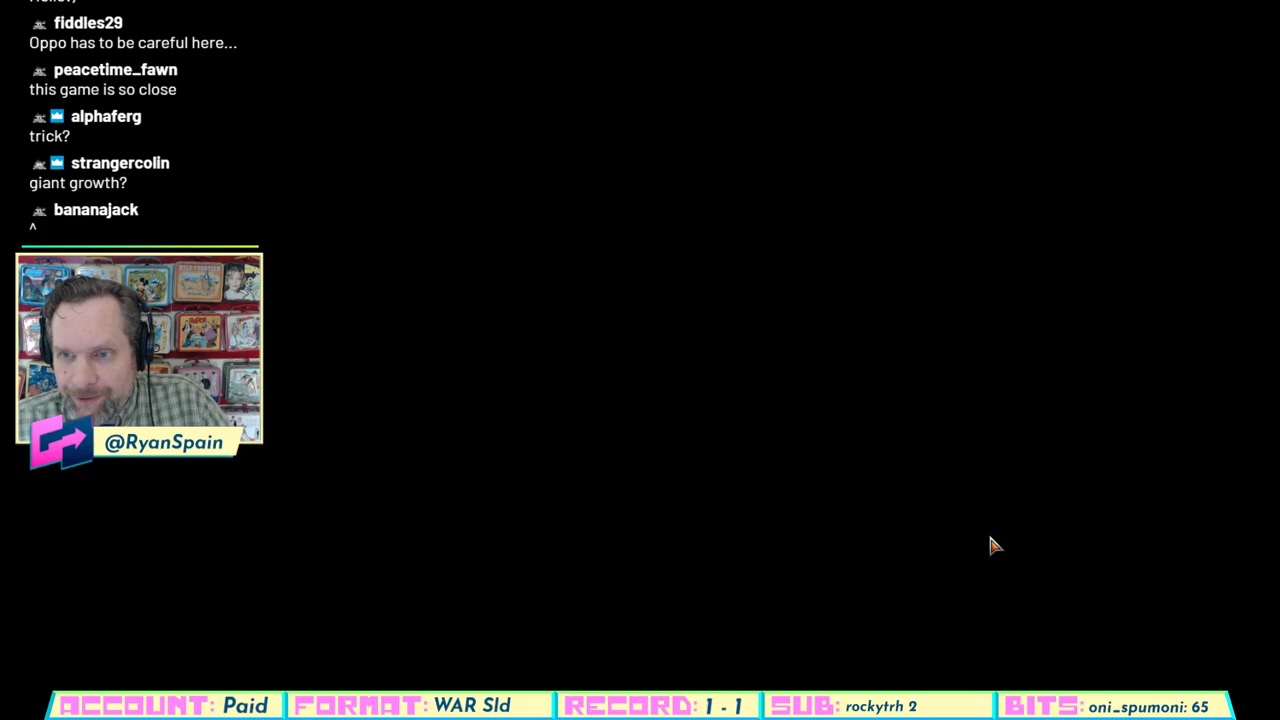 fiddles29
Oppo has to be careful here...
peacetime_fawn
this game is so close
alphaferg
trick?
strangercolin
giant growth?
bananajack
^
@RyanSpain
ACCOUNT: Paid FORMAT: WAR Sld RECORD: 1 - 1 SUB: rockytrh 2 BITS: oni_spumoni: 65